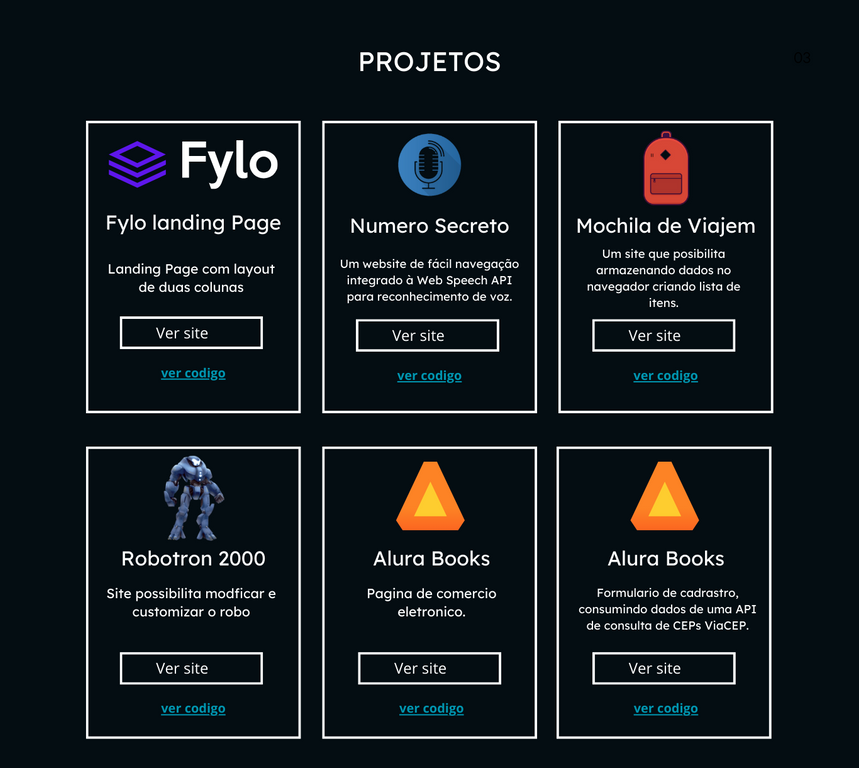 PROJETOS
03
Fylo
Fylo landing Page
Landing Page com layout
de duas colunas
Ver site
ver codigo
Numero Secreto
Um website de fácil navegação
integrado à Web Speech API
para reconhecimento de voz.
Ver site
ver codigo
Mochila de Viajem
Um site que posibilita
armazenando dados no
navegador criando lista de
itens.
Ver site
ver codigo
Robotron 2000
Site possibilita modficar e
customizar o robo
Ver site
ver codigo
Alura Books
Pagina de comercio
eletronico.
Ver site
ver codigo
Alura Books
Formulario de cadrastro,
consumindo dados de uma API
de consulta de CEPs ViaCEP.
Ver site
ver codigo